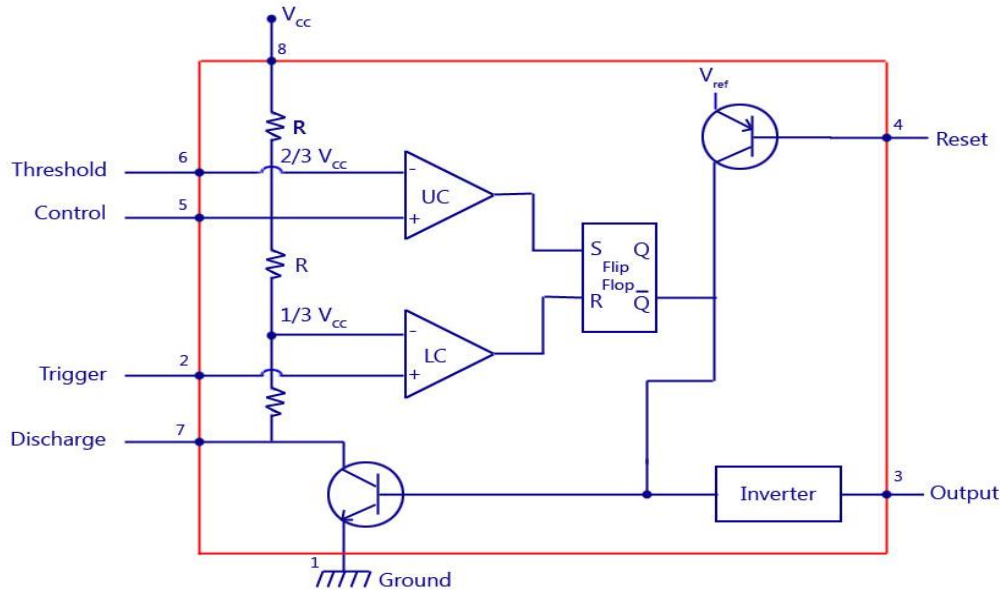 Vcc
8
Vref
R
4
Reset
6
2/3 Vcc
Threshold
-
UC
5
Control
+
S Q
Flip
Flop
R Q̅
R
1/3 Vcc
-
LC
2
Trigger
+
7
Discharge
3
Inverter
Output
1
Ground